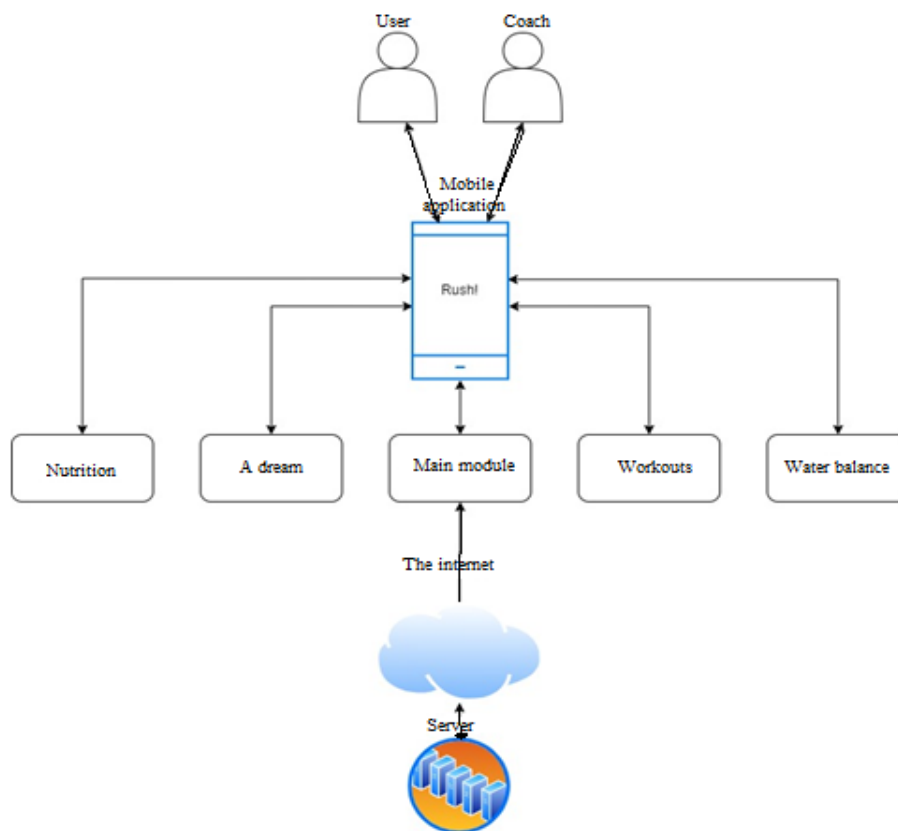 User
Coach
Mobile
application
Rush!
Nutrition
A dream
Main module
Workouts
Water balance
The internet
Server